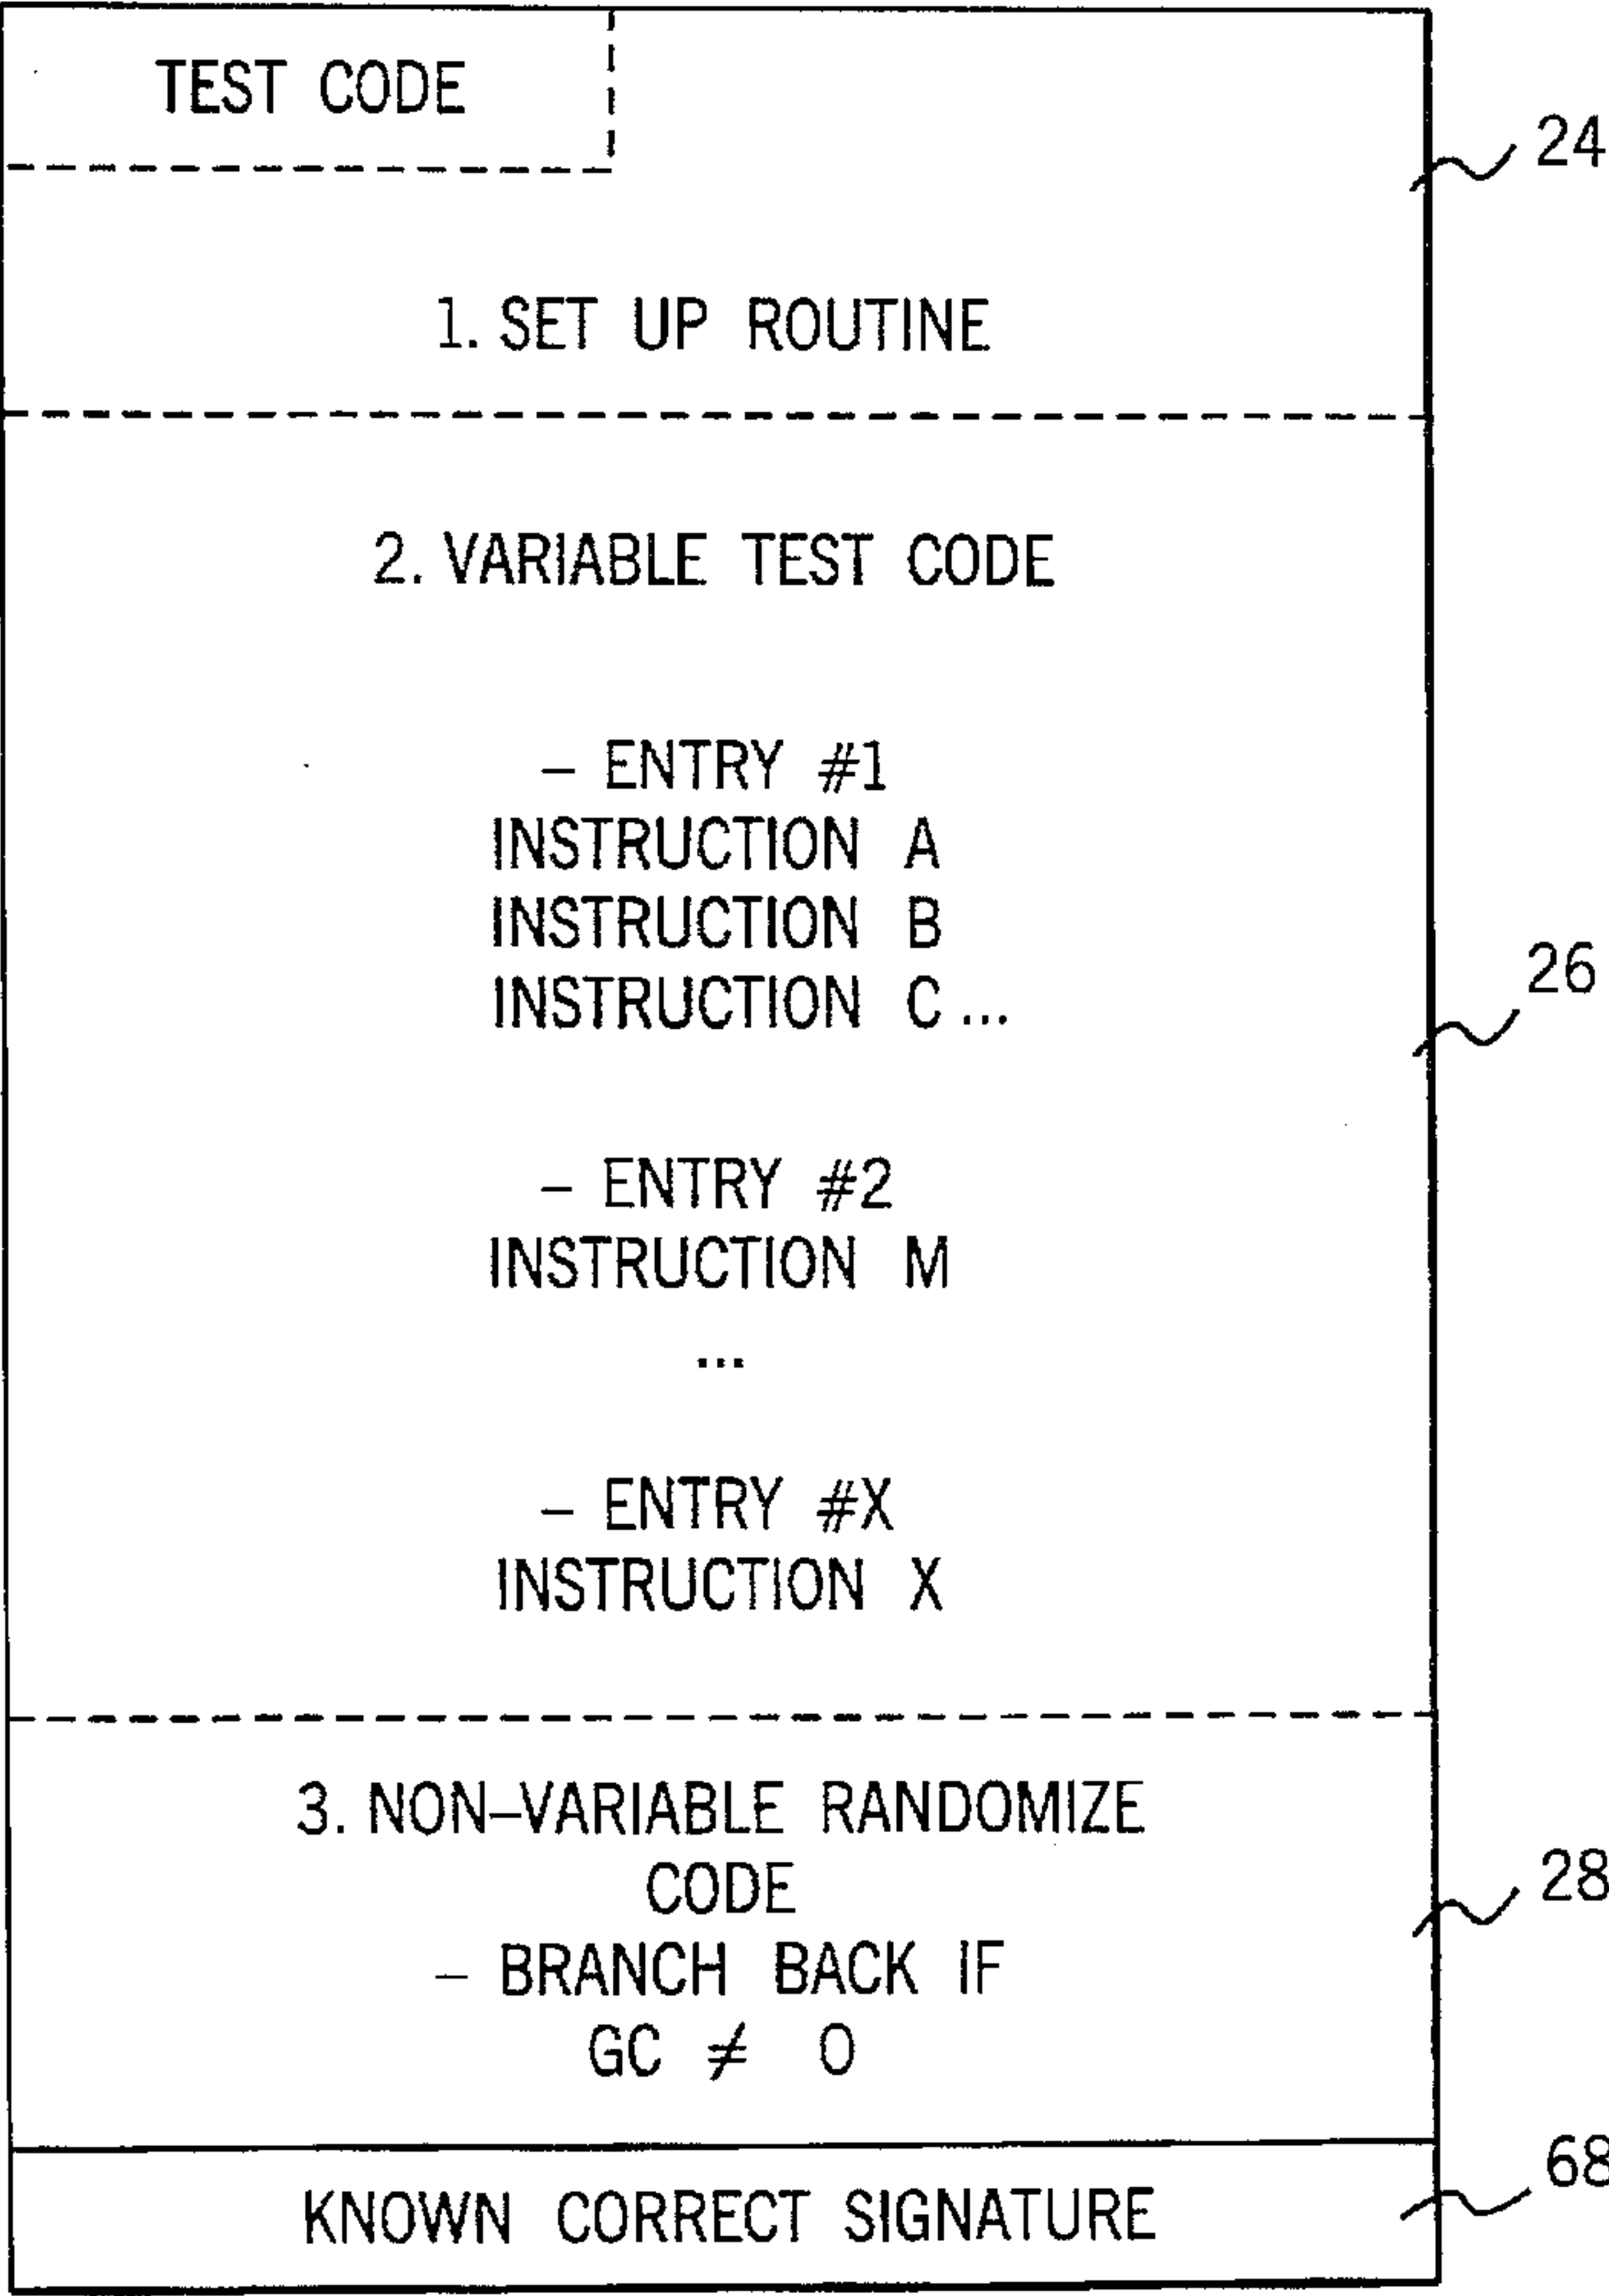 TEST CODE
24
1. SET UP ROUTINE
2. VARIABLE TEST CODE
– ENTRY #1
INSTRUCTION A
INSTRUCTION B
INSTRUCTION C...
26
– ENTRY #2
INSTRUCTION M
...
– ENTRY #X
INSTRUCTION X
3. NON–VARIABLE RANDOMIZE
CODE
28
– BRANCH BACK IF
GC ≠ 0
68
KNOWN CORRECT SIGNATURE